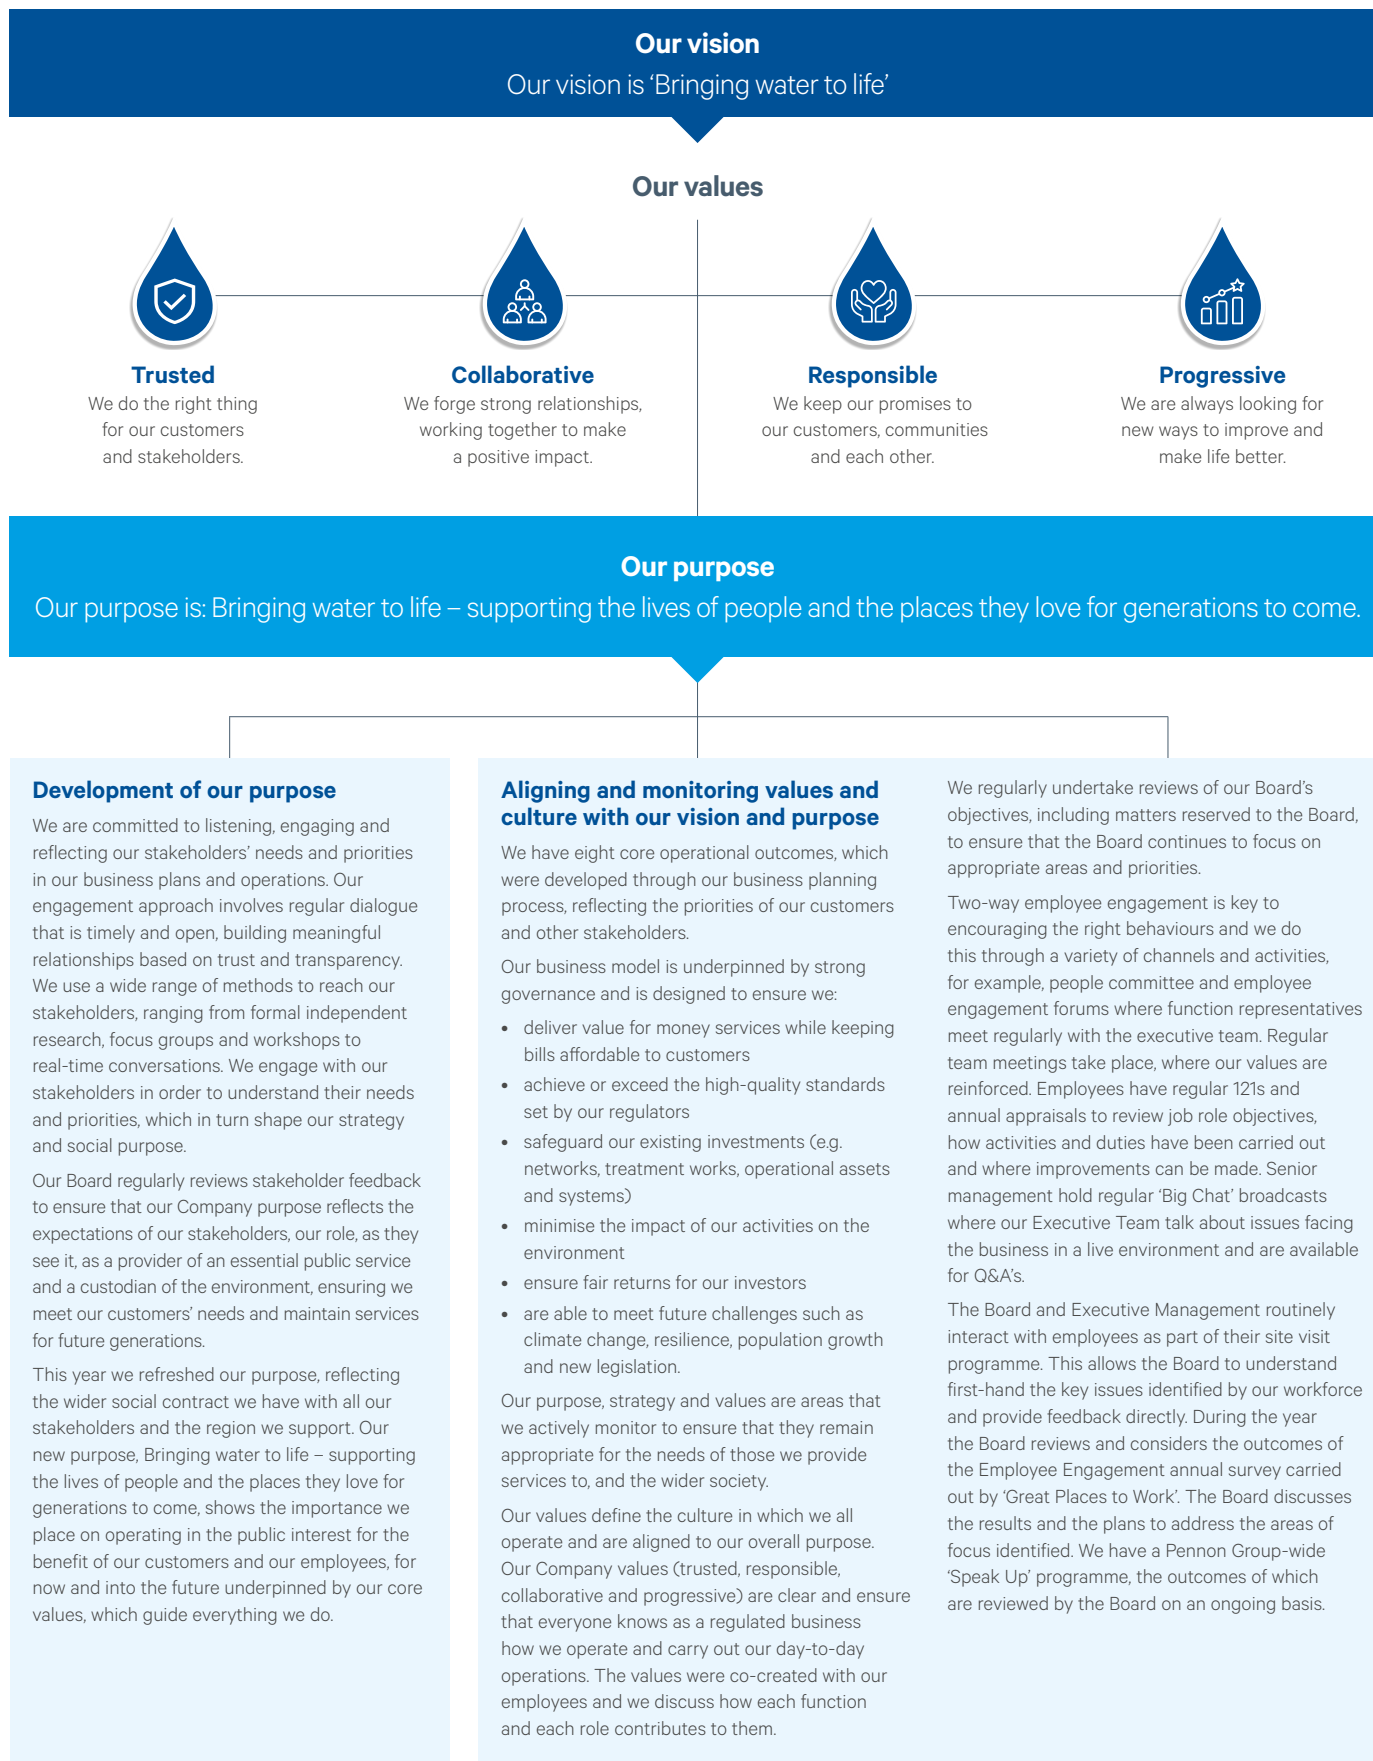 Our vision
Our vision is ‘Bringing water to life’
Our values
Trusted
We do the right thing
for our customers
and stakeholders.
Collaborative
We forge strong relationships,
working together to make
a positive impact.
Responsible
We keep our promises to
our customers, communities
and each other.
Progressive
We are always looking for
new ways to improve and
make life better.
Our purpose
Our purpose is: Bringing water to life – supporting the lives of people and the places they love for generations to come.
Development of our purpose
We are committed to listening, engaging and
reflecting our stakeholders’ needs and priorities
in our business plans and operations. Our
engagement approach involves regular dialogue
that is timely and open, building meaningful
relationships based on trust and transparency.
We use a wide range of methods to reach our
stakeholders, ranging from formal independent
research, focus groups and workshops to
real-time conversations. We engage with our
stakeholders in order to understand their needs
and priorities, which in turn shape our strategy
and social purpose.
Our Board regularly reviews stakeholder feedback
to ensure that our Company purpose reflects the
expectations of our stakeholders, our role, as they
see it, as a provider of an essential public service
and a custodian of the environment, ensuring we
meet our customers’ needs and maintain services
for future generations.
This year we refreshed our purpose, reflecting
the wider social contract we have with all our
stakeholders and the region we support. Our
new purpose, Bringing water to life – supporting
the lives of people and the places they love for
generations to come, shows the importance we
place on operating in the public interest for the
benefit of our customers and our employees, for
now and into the future underpinned by our core
values, which guide everything we do.
Aligning and monitoring values and
culture with our vision and purpose
We have eight core operational outcomes, which
were developed through our business planning
process, reflecting the priorities of our customers
and other stakeholders.
Our business model is underpinned by strong
governance and is designed to ensure we:
• deliver value for money services while keeping
bills affordable to customers
• achieve or exceed the high-quality standards
set by our regulators
• safeguard our existing investments (e.g.
networks, treatment works, operational assets
and systems)
• minimise the impact of our activities on the
environment
• ensure fair returns for our investors
• are able to meet future challenges such as
climate change, resilience, population growth
and new legislation.
Our purpose, strategy and values are areas that
we actively monitor to ensure that they remain
appropriate for the needs of those we provide
services to, and the wider society.
Our values define the culture in which we all
operate and are aligned to our overall purpose.
Our Company values (trusted, responsible,
collaborative and progressive) are clear and ensure
that everyone knows as a regulated business
how we operate and carry out our day-to-day
operations. The values were co-created with our
employees and we discuss how each function
and each role contributes to them.
We regularly undertake reviews of our Board’s
objectives, including matters reserved to the Board,
to ensure that the Board continues to focus on
appropriate areas and priorities.
Two-way employee engagement is key to
encouraging the right behaviours and we do
this through a variety of channels and activities,
for example, people committee and employee
engagement forums where function representatives
meet regularly with the executive team. Regular
team meetings take place, where our values are
reinforced. Employees have regular 121s and
annual appraisals to review job role objectives,
how activities and duties have been carried out
and where improvements can be made. Senior
management hold regular ‘Big Chat’ broadcasts
where our Executive Team talk about issues facing
the business in a live environment and are available
for Q&A’s.
The Board and Executive Management routinely
interact with employees as part of their site visit
programme. This allows the Board to understand
first-hand the key issues identified by our workforce
and provide feedback directly. During the year
the Board reviews and considers the outcomes of
the Employee Engagement annual survey carried
out by ‘Great Places to Work’. The Board discusses
the results and the plans to address the areas of
focus identified. We have a Pennon Group-wide
‘Speak Up’ programme, the outcomes of which
are reviewed by the Board on an ongoing basis.